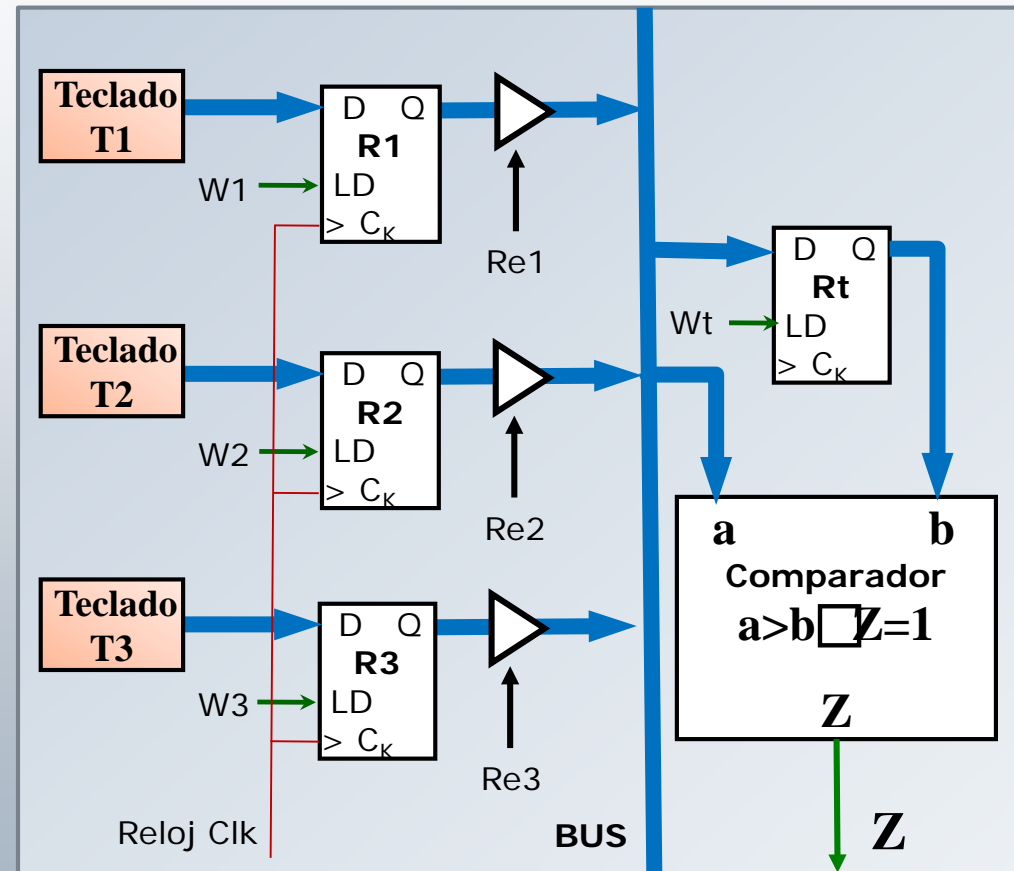 Teclado
T1
D Q
R1
W1
LD
> CK
Re1
D Q
Rt
Wt
LD
> CK
Teclado
T2
D Q
R2
W2
LD
> CK
Re2
a b
Comparador
a>b□Z=1
Z
Teclado
T3
D Q
R3
W3
LD
> CK
Re3
Reloj Clk
BUS
Z